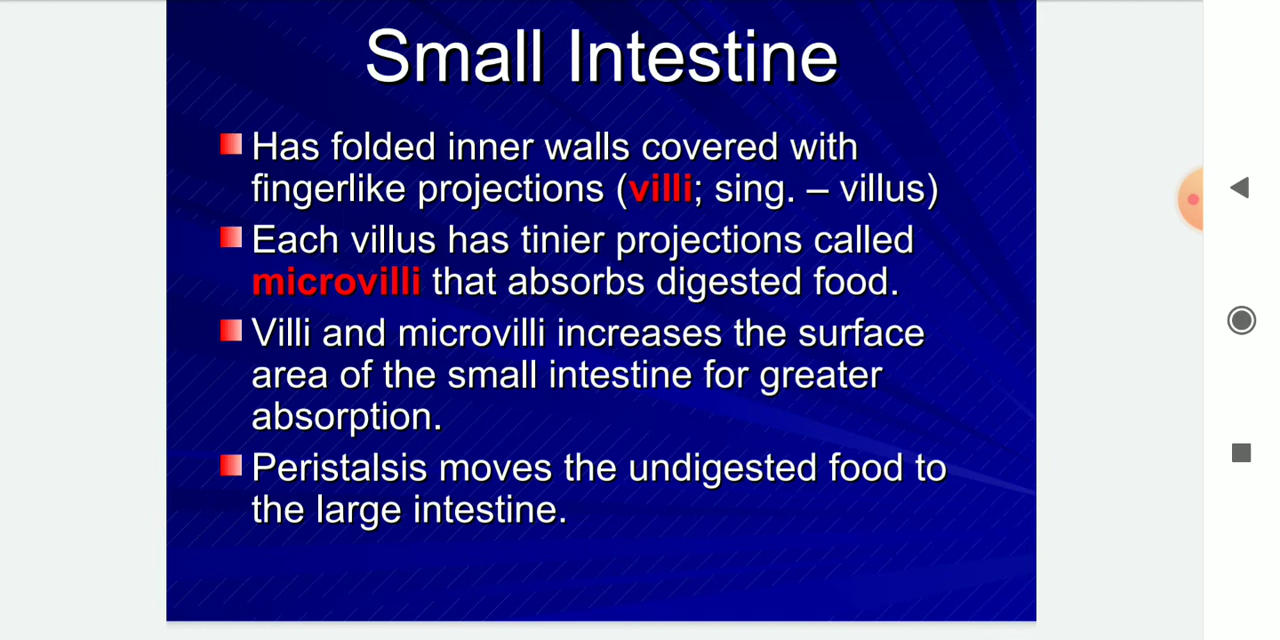 Small Intestine
Has folded inner walls covered with
fingerlike projections (villi; sing. – villus)
Each villus has tinier projections called
microvilli that absorbs digested food.
Villi and microvilli increases the surface
area of the small intestine for greater
absorption.
Peristalsis moves the undigested food to
the large intestine.